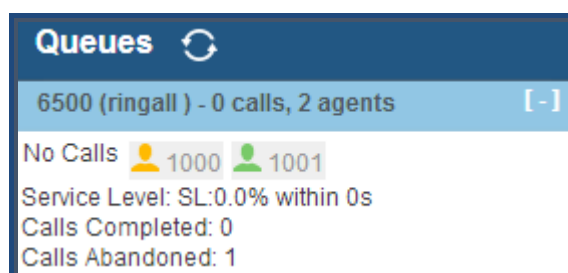 Queues
6500 (ringall ) - 0 calls, 2 agents [-]
No Calls 1000 1001
Service Level: SL:0.0% within 0s
Calls Completed: 0
Calls Abandoned: 1